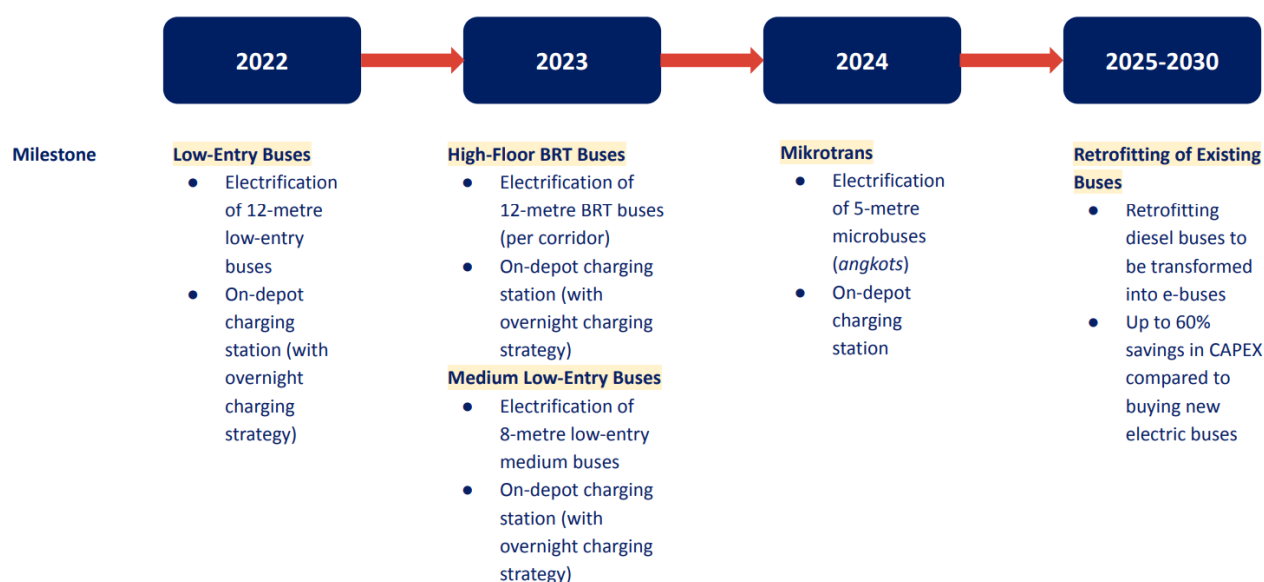 2022
2023
2024
2025-2030
Milestone
Low-Entry Buses
● Electrification
of 12-metre
low-entry
buses
● On-depot
charging
station (with
overnight
charging
strategy)
High-Floor BRT Buses
● Electrification of
12-metre BRT buses
(per corridor)
● On-depot charging
station (with
overnight charging
strategy)
Medium Low-Entry Buses
● Electrification of
8-metre low-entry
medium buses
● On-depot charging
station (with
overnight charging
strategy)
Mikrotrans
● Electrification
of 5-metre
microbuses
(angkots)
● On-depot
charging
station
Retrofitting of Existing
Buses
● Retrofitting
diesel buses to
be transformed
into e-buses
● Up to 60%
savings in CAPEX
compared to
buying new
electric buses